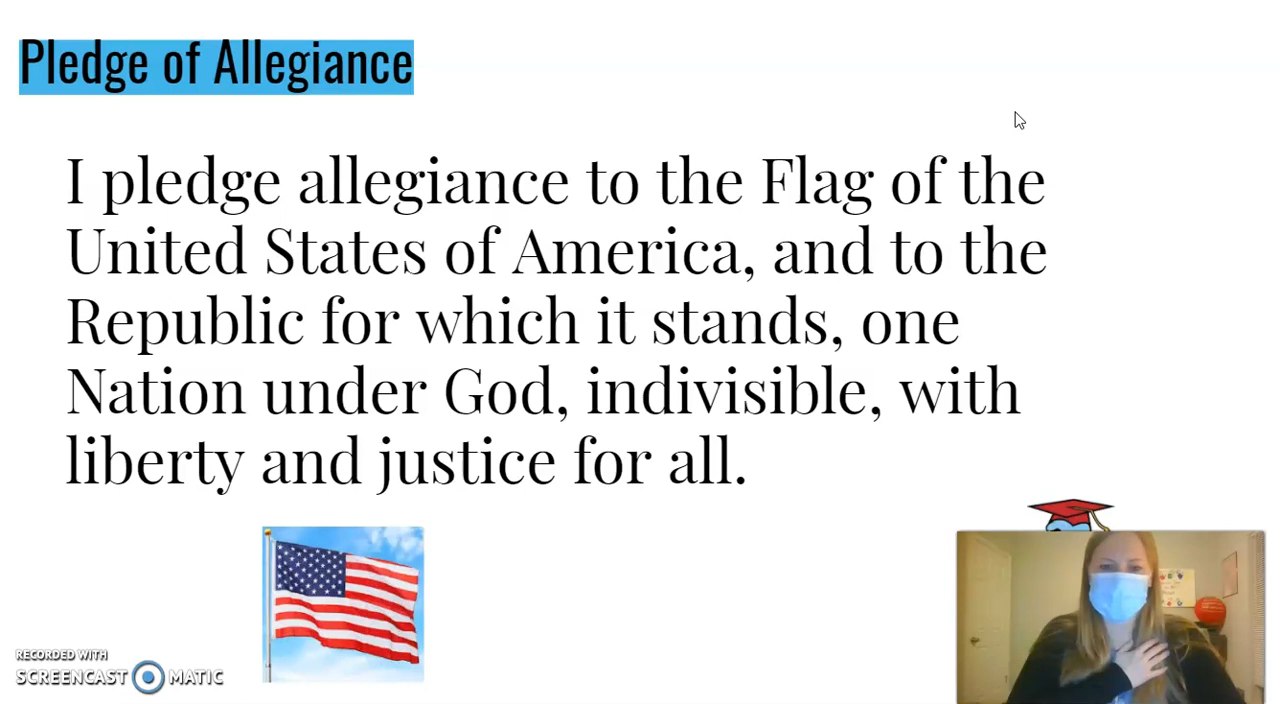 Pledge of Allegiance
I pledge allegiance to the Flag of the
United States of America, and to the
Republic for which it stands, one
Nation under God, indivisible, with
liberty and justice for all.
RECORDED WITH
SCREENCAST MATIC